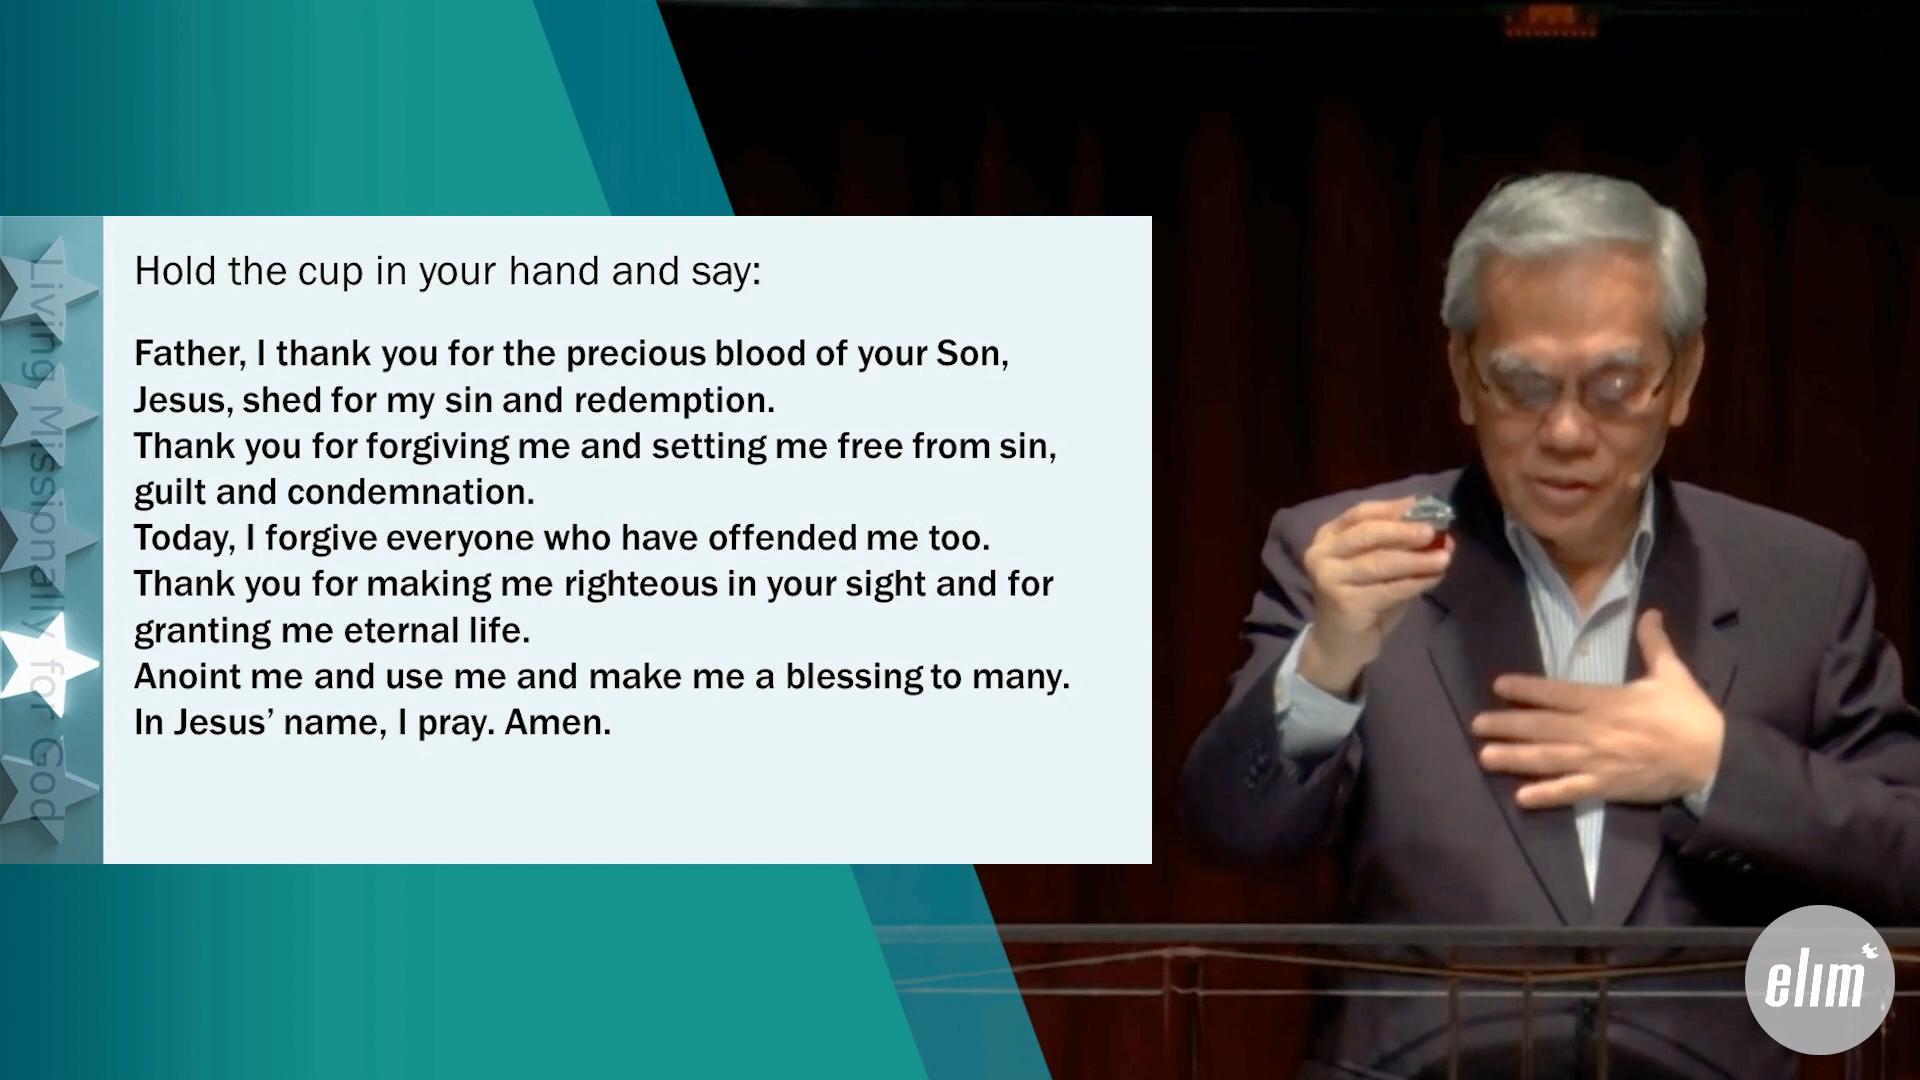 Hold the cup in your hand and say:
Father, I thank you for the precious blood of your Son,
Jesus, shed for my sin and redemption.
Thank you for forgiving me and setting me free from sin,
guilt and condemnation.
Today, I forgive everyone who have offended me too.
Thank you for making me righteous in your sight and for
granting me eternal life.
Anoint me and use me and make me a blessing to many.
In Jesus’ name, I pray. Amen.
Living Missionally for God
elim